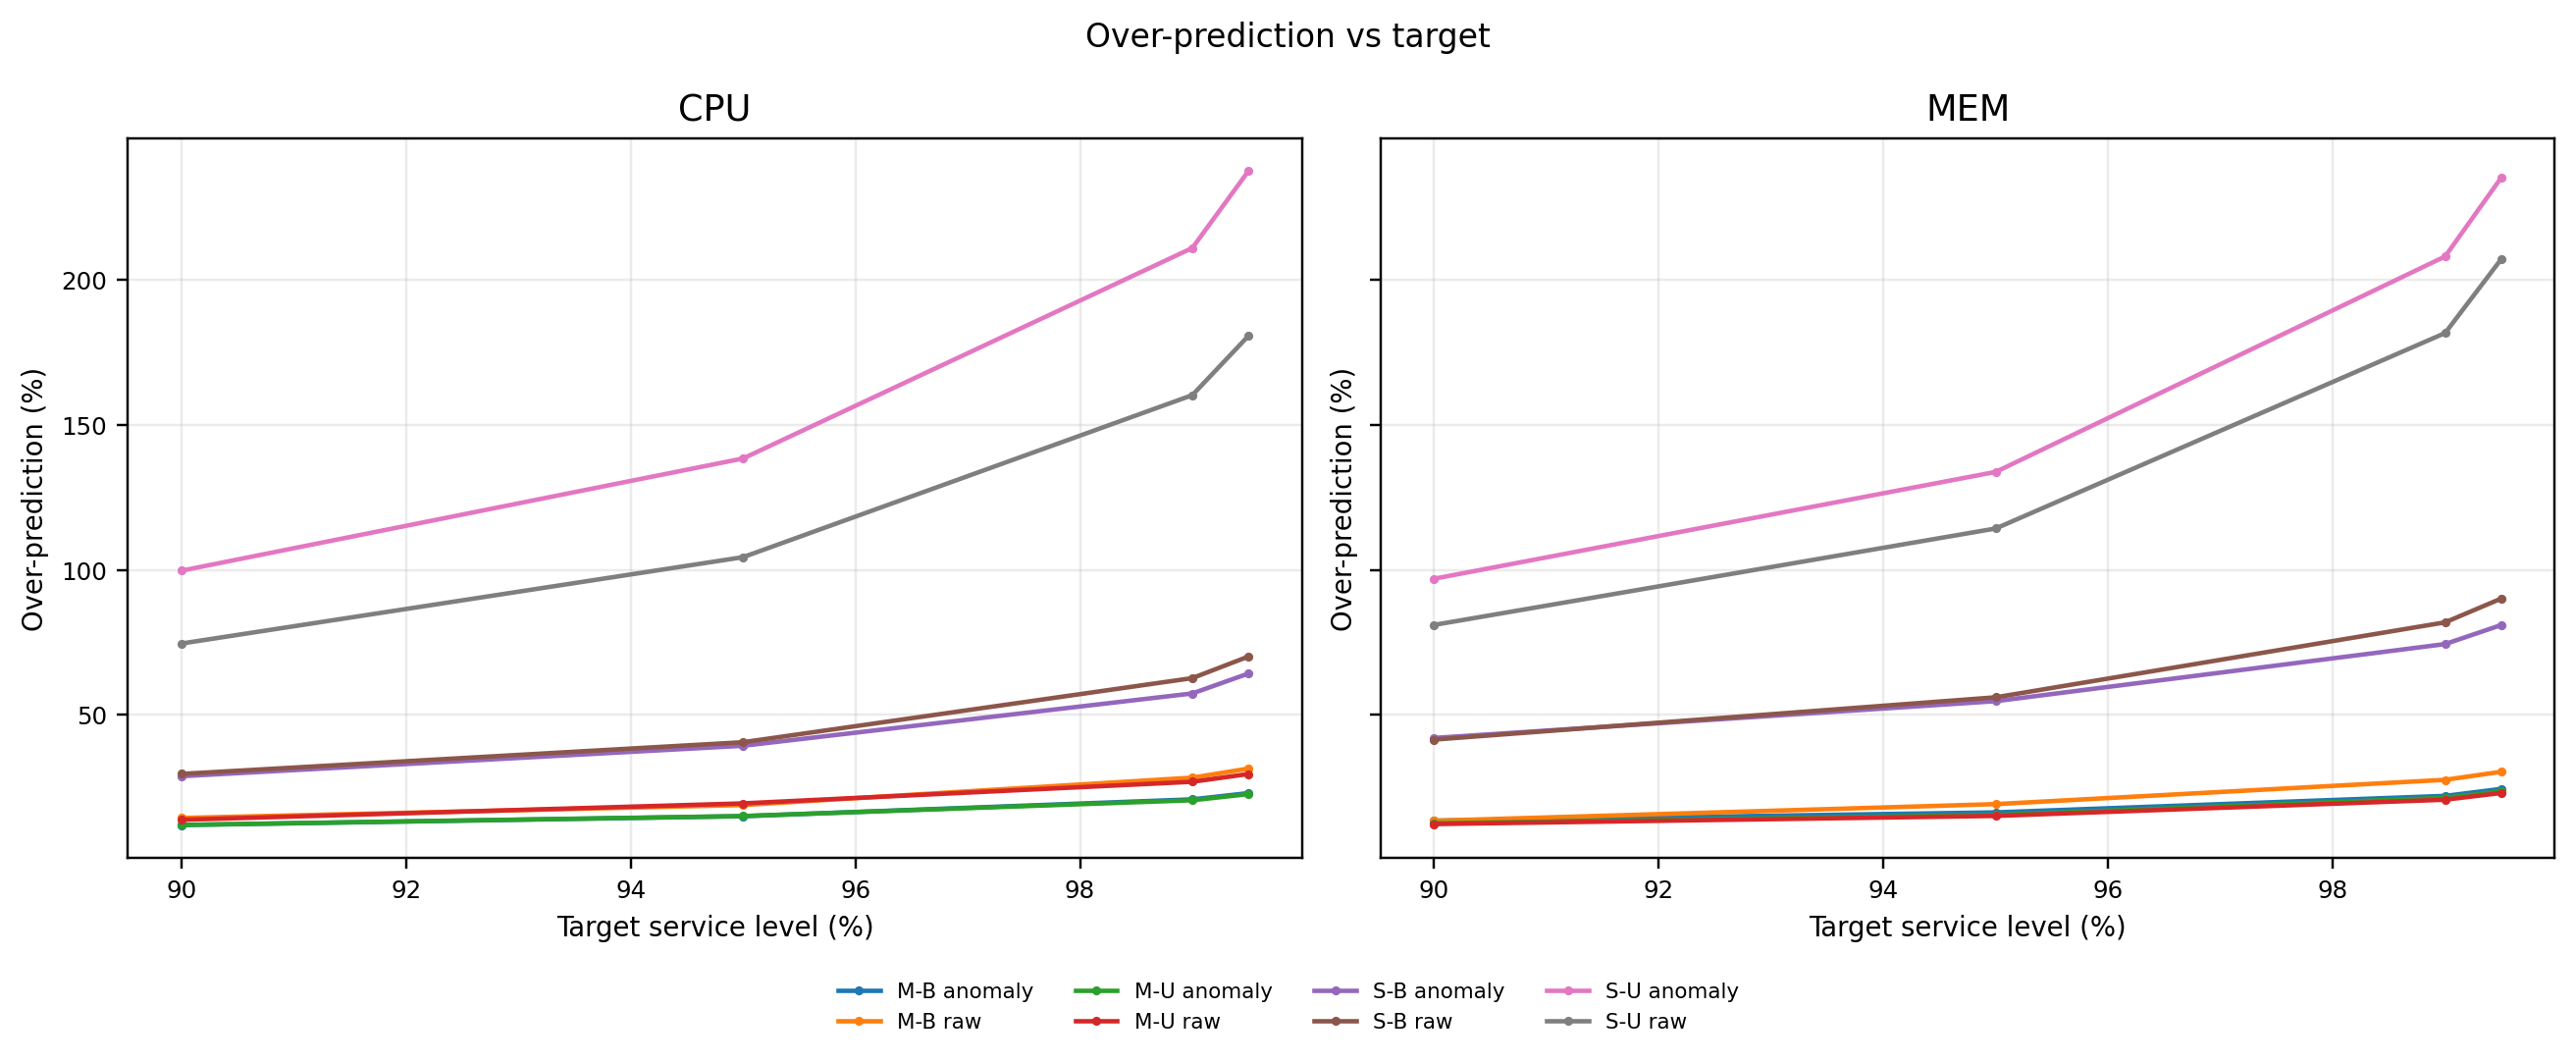 Over-prediction vs target
CPU
MEM
Over-prediction (%)
200
150
100
50
90 92 94 96 98
Target service level (%)
Over-prediction (%)
90 92 94 96 98
Target service level (%)
M-B anomaly M-U anomaly S-B anomaly S-U anomaly
M-B raw M-U raw S-B raw S-U raw